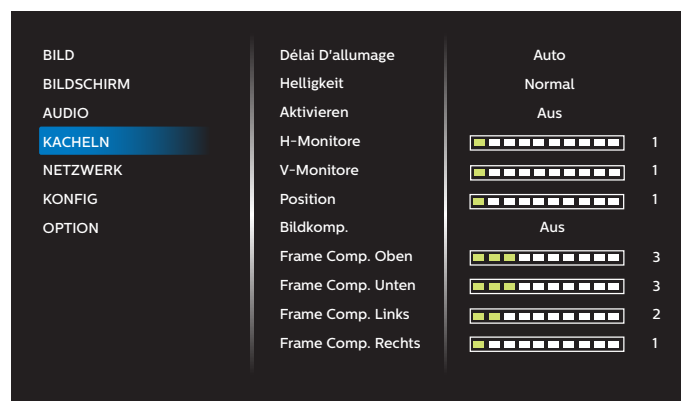 BILD
BILDSCHIRM
AUDIO
KACHELN
NETZWERK
KONFIG
OPTION
Délai D'allumage Auto
Helligkeit Normal
Aktivieren Aus
H-Monitore 1
V-Monitore 1
Position 1
Bildkomp. Aus
Frame Comp. Oben 3
Frame Comp. Unten 3
Frame Comp. Links 2
Frame Comp. Rechts 1